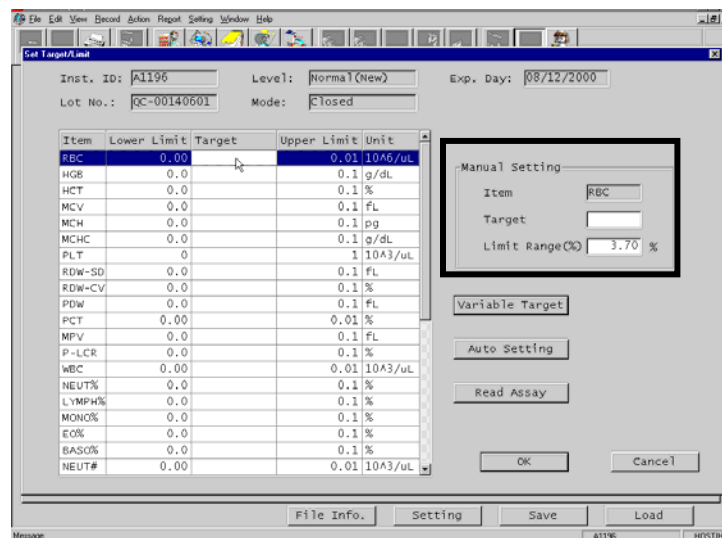 File Edit View Record Action Report Setting Window Help
Set Target/Limit
Inst. ID: A1196 Level: Normal(New) Exp. Day: 08/12/2000
Lot No.: QC-00140601 Mode: Closed
Item Lower Limit Target Upper Limit Unit
RBC 0.00 0.01 10^6/uL
HGB 0.0 0.1 g/dL
HCT 0.0 0.1 %
MCV 0.0 0.1 fL
MCH 0.0 0.1 pg
MCHC 0.0 0.1 g/dL
PLT 0 1 10^3/uL
RDW-SD 0.0 0.1 fL
RDW-CV 0.0 0.1 %
PDW 0.0 0.1 fL
PCT 0.00 0.01 %
MPV 0.0 0.1 fL
P-LCR 0.0 0.1 %
WBC 0.00 0.01 10^3/uL
NEUT% 0.0 0.1 %
LYMPH% 0.0 0.1 %
MONO% 0.0 0.1 %
EO% 0.0 0.1 %
BASO% 0.0 0.1 %
NEUT# 0.00 0.01 10^3/uL
Manual Setting
Item RBC
Target
Limit Range(%) 3.70 %
Variable Target
Auto Setting
Read Assay
OK Cancel
File Info. Setting Save Load
Message A1196